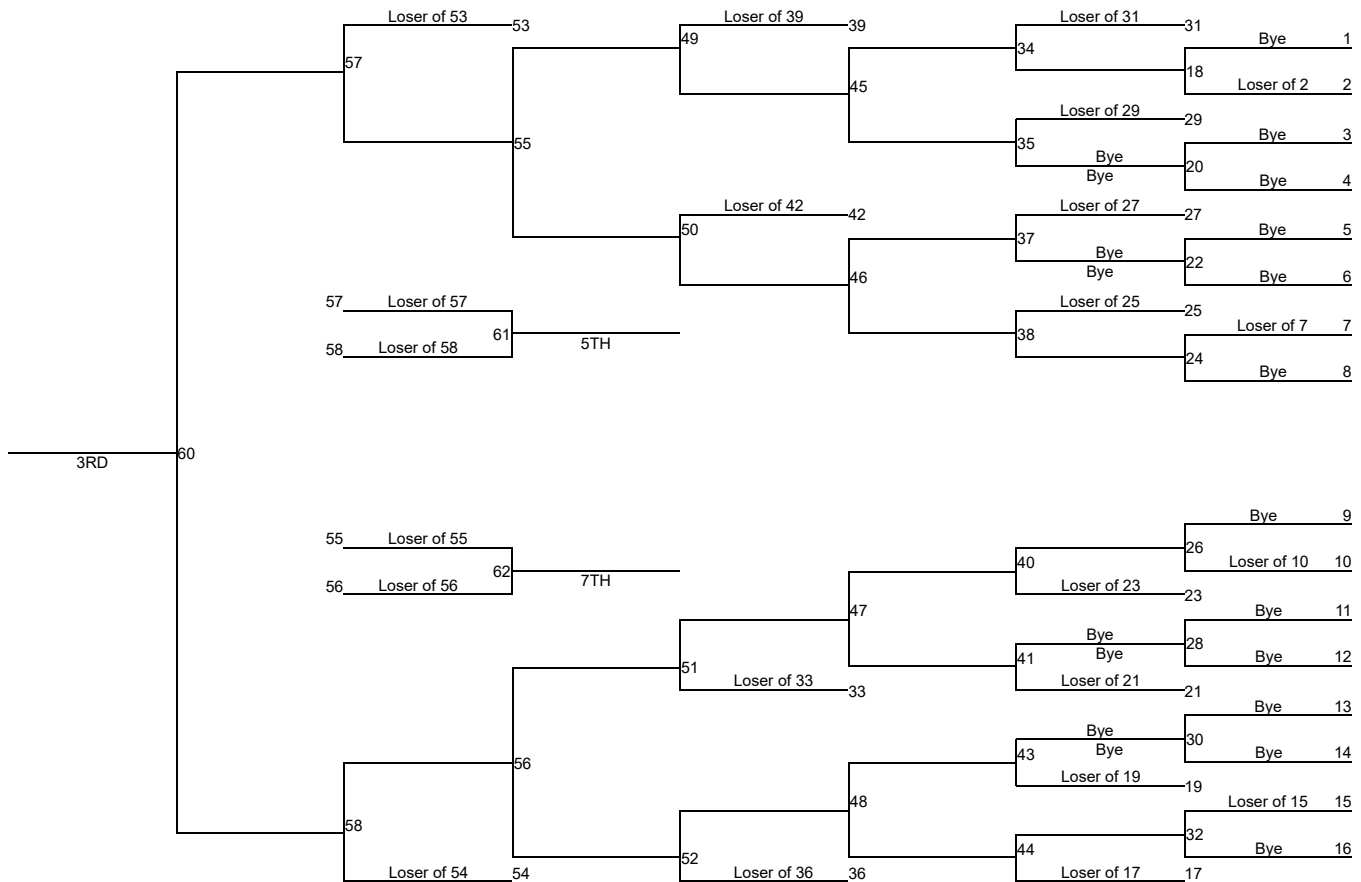 Loser of 53 53 Loser of 39 39 Loser of 31 31
49 34 Bye 1
57 18
45 Loser of 2 2
Loser of 29 29
55 35 Bye 3
Bye 20
Bye Bye 4
Loser of 42 42 Loser of 27 27
50 37 Bye 5
Bye 22
Bye 46 Bye 6
57 Loser of 57 Loser of 25 25
61 5TH 38 Loser of 7 7
58 Loser of 58 24
Bye 8
60
3RD
Bye 9
55 Loser of 55 26
62 7TH 40 Loser of 10 10
56 Loser of 56 Loser of 23 23
47 Bye 11
Bye 28
51 41 Bye Bye 12
Loser of 33 33 Loser of 21 21
Bye 13
Bye 30
56 43 Bye Bye 14
Loser of 19 19
48 Loser of 15 15
58 32
52 44 Bye 16
Loser of 54 54 Loser of 36 36 Loser of 17 17